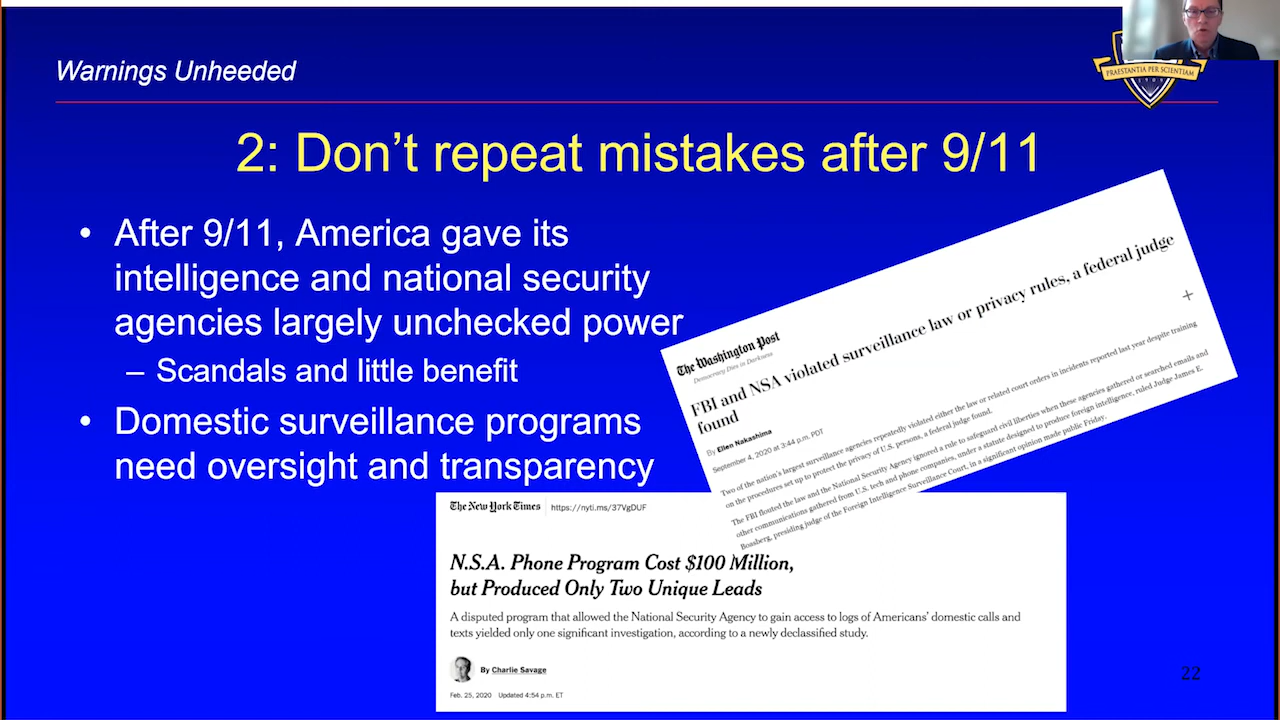 Warnings Unheeded
PRAESTANTIA PER SCIENTIAM
2: Don't repeat mistakes after 9/11
• After 9/11, America gave its
intelligence and national security
agencies largely unchecked power
– Scandals and little benefit
• Domestic surveillance programs
need oversight and transparency
The Washington Post
Democracy Dies in Darkness
FBI and NSA violated surveillance law or privacy rules, a federal judge
found
By Ellen Nakashima
September 4, 2020 at 3:44 p.m. PDT
Two of the nation's largest surveillance agencies repeatedly violated either the law or related court orders in incidents reported last year despite training
on the procedures set up to protect the privacy of U.S. persons, a federal judge found.
The FBI flouted the law and the National Security Agency ignored a rule to safeguard civil liberties when these agencies gathered or searched emails and
other communications gathered from U.S. tech and phone companies, under a statute designed to produce foreign intelligence, ruled Judge James E.
Boasberg, presiding judge of the Foreign Intelligence Surveillance Court, in a significant opinion made public Friday.
The New York Times https://nyti.ms/37VgDUF
N.S.A. Phone Program Cost $100 Million,
but Produced Only Two Unique Leads
A disputed program that allowed the National Security Agency to gain access to logs of Americans' domestic calls and
texts yielded only one significant investigation, according to a newly declassified study.
By Charlie Savage
Feb. 25, 2020 Updated 4:54 p.m. ET
22